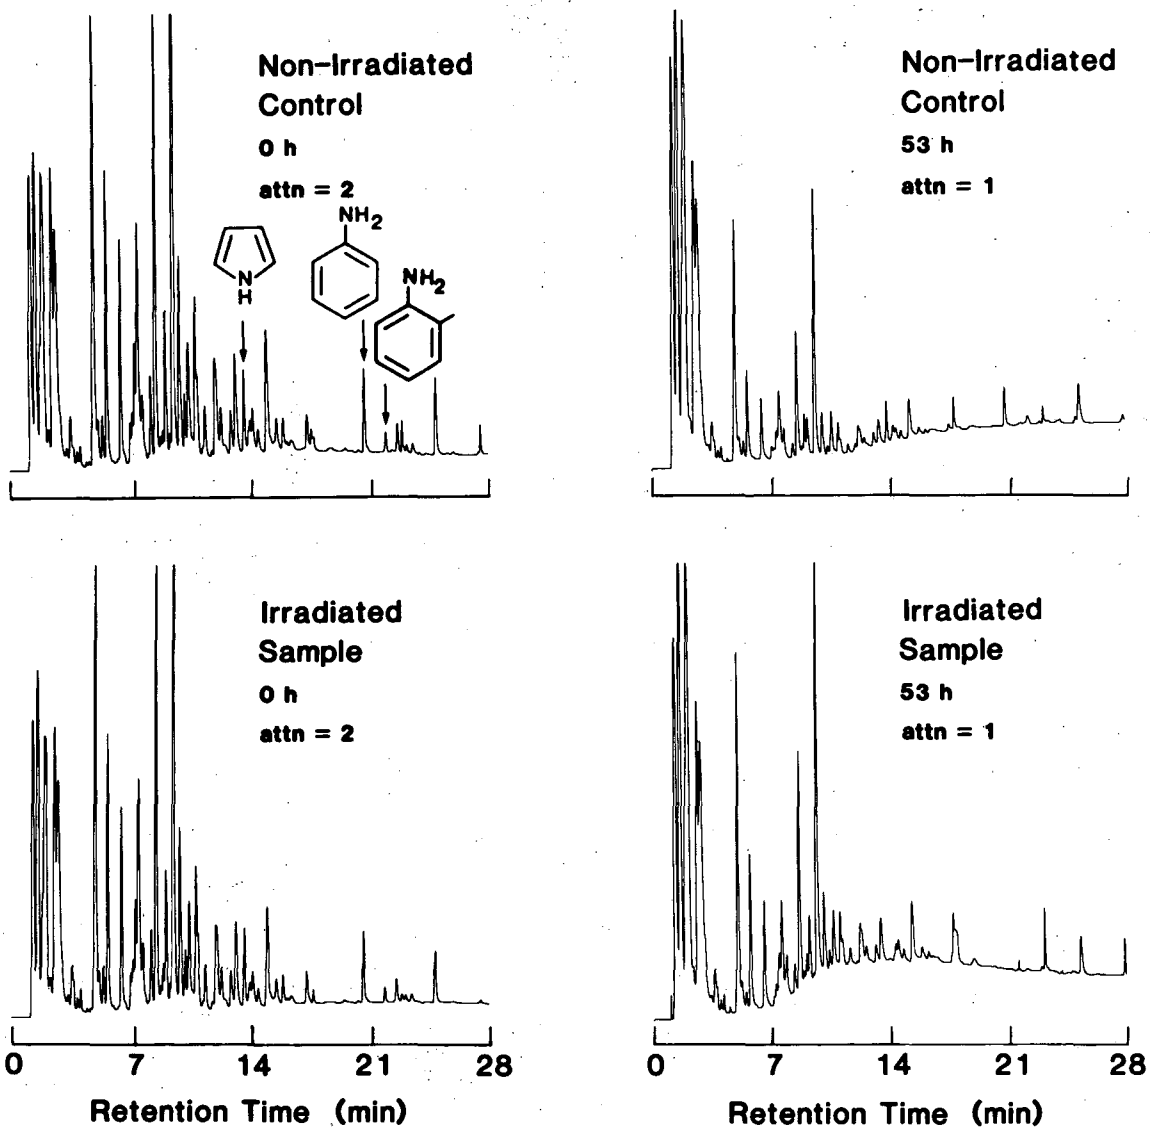 Non-Irradiated
Control
0 h
attn = 2
NH2
N
H
NH2
Non-Irradiated
Control
53 h
attn = 1
Irradiated
Sample
0 h
attn = 2
0 7 14 21 28
Retention Time (min)
Irradiated
Sample
53 h
attn = 1
0 7 14 21 28
Retention Time (min)